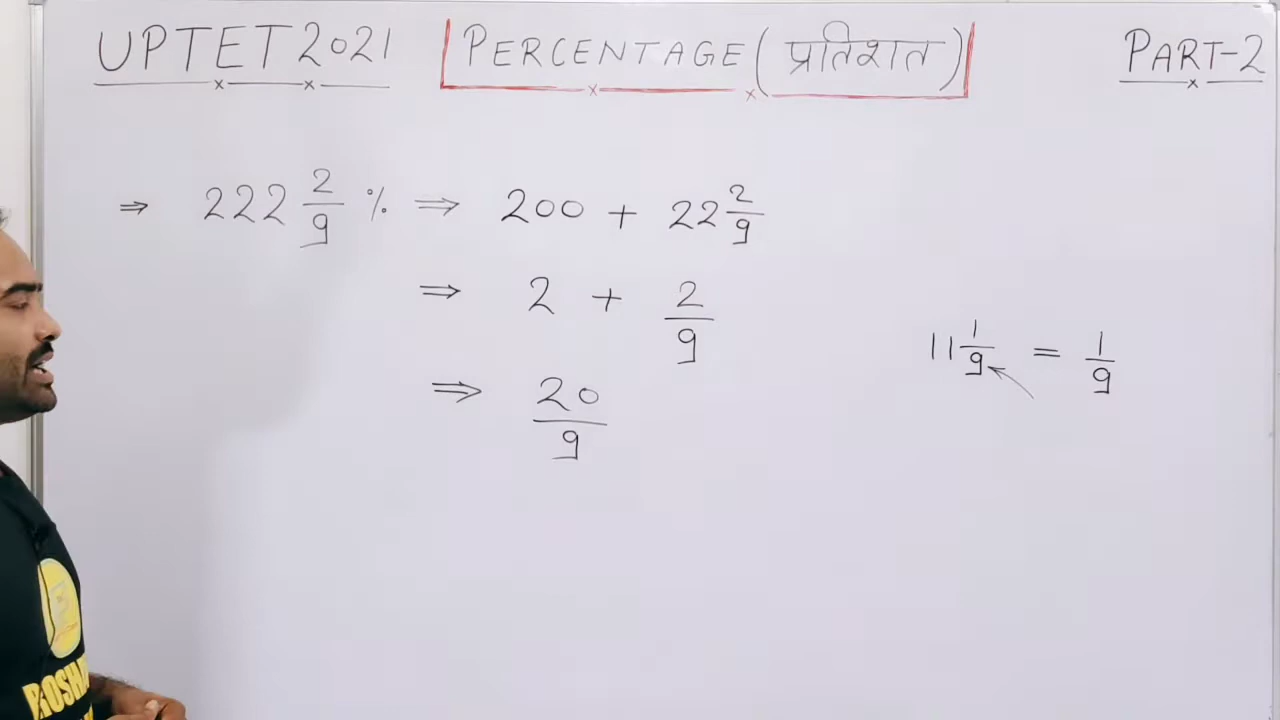 UPTET 2021 PERCENTAGE (प्रतिशत) PART-2
⇒ 222 2/9 % ⇒ 200 + 22 2/9
⇒ 2 + 2/9
11 1/9 = 1/9
⇒ 20/9